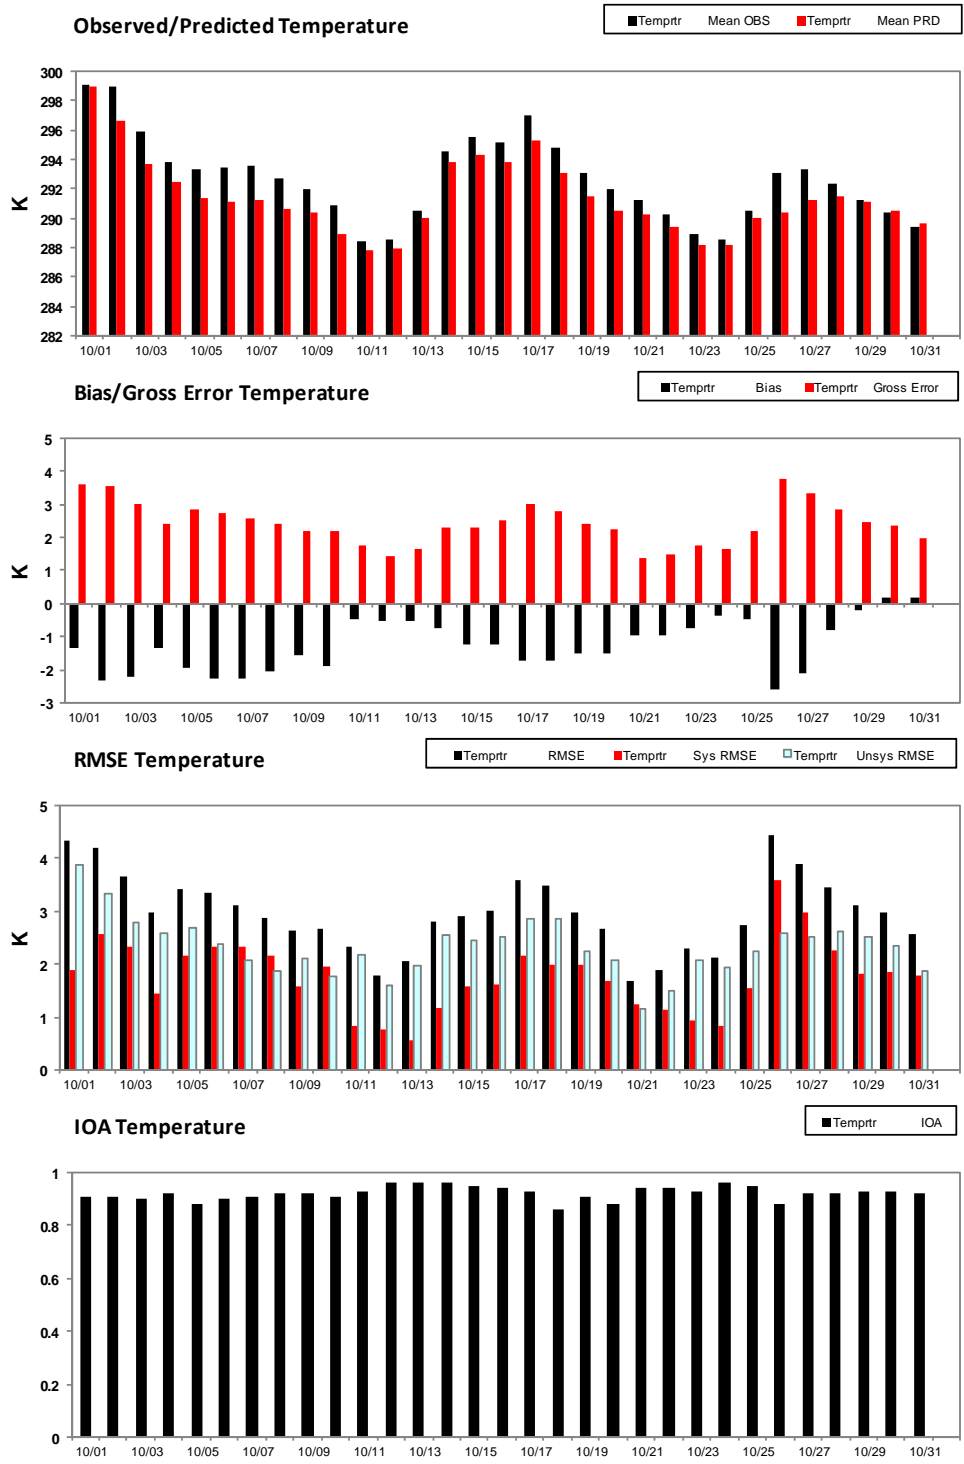 Observed/Predicted Temperature
Temprtr Mean OBS Temprtr Mean PRD
300
298
296
294
292
290
288
286
284
282
K
10/01 10/03 10/05 10/07 10/09 10/11 10/13 10/15 10/17 10/19 10/21 10/23 10/25 10/27 10/29 10/31
Bias/Gross Error Temperature
Temprtr Bias Temprtr Gross Error
5
4
3
2
1
0
-1
-2
-3
K
10/01 10/03 10/05 10/07 10/09 10/11 10/13 10/15 10/17 10/19 10/21 10/23 10/25 10/27 10/29 10/31
RMSE Temperature
Temprtr RMSE Temprtr Sys RMSE Temprtr Unsys RMSE
5
4
3
2
1
0
K
10/01 10/03 10/05 10/07 10/09 10/11 10/13 10/15 10/17 10/19 10/21 10/23 10/25 10/27 10/29 10/31
IOA Temperature
Temprtr IOA
1
0.8
0.6
0.4
0.2
0
10/01 10/03 10/05 10/07 10/09 10/11 10/13 10/15 10/17 10/19 10/21 10/23 10/25 10/27 10/29 10/31